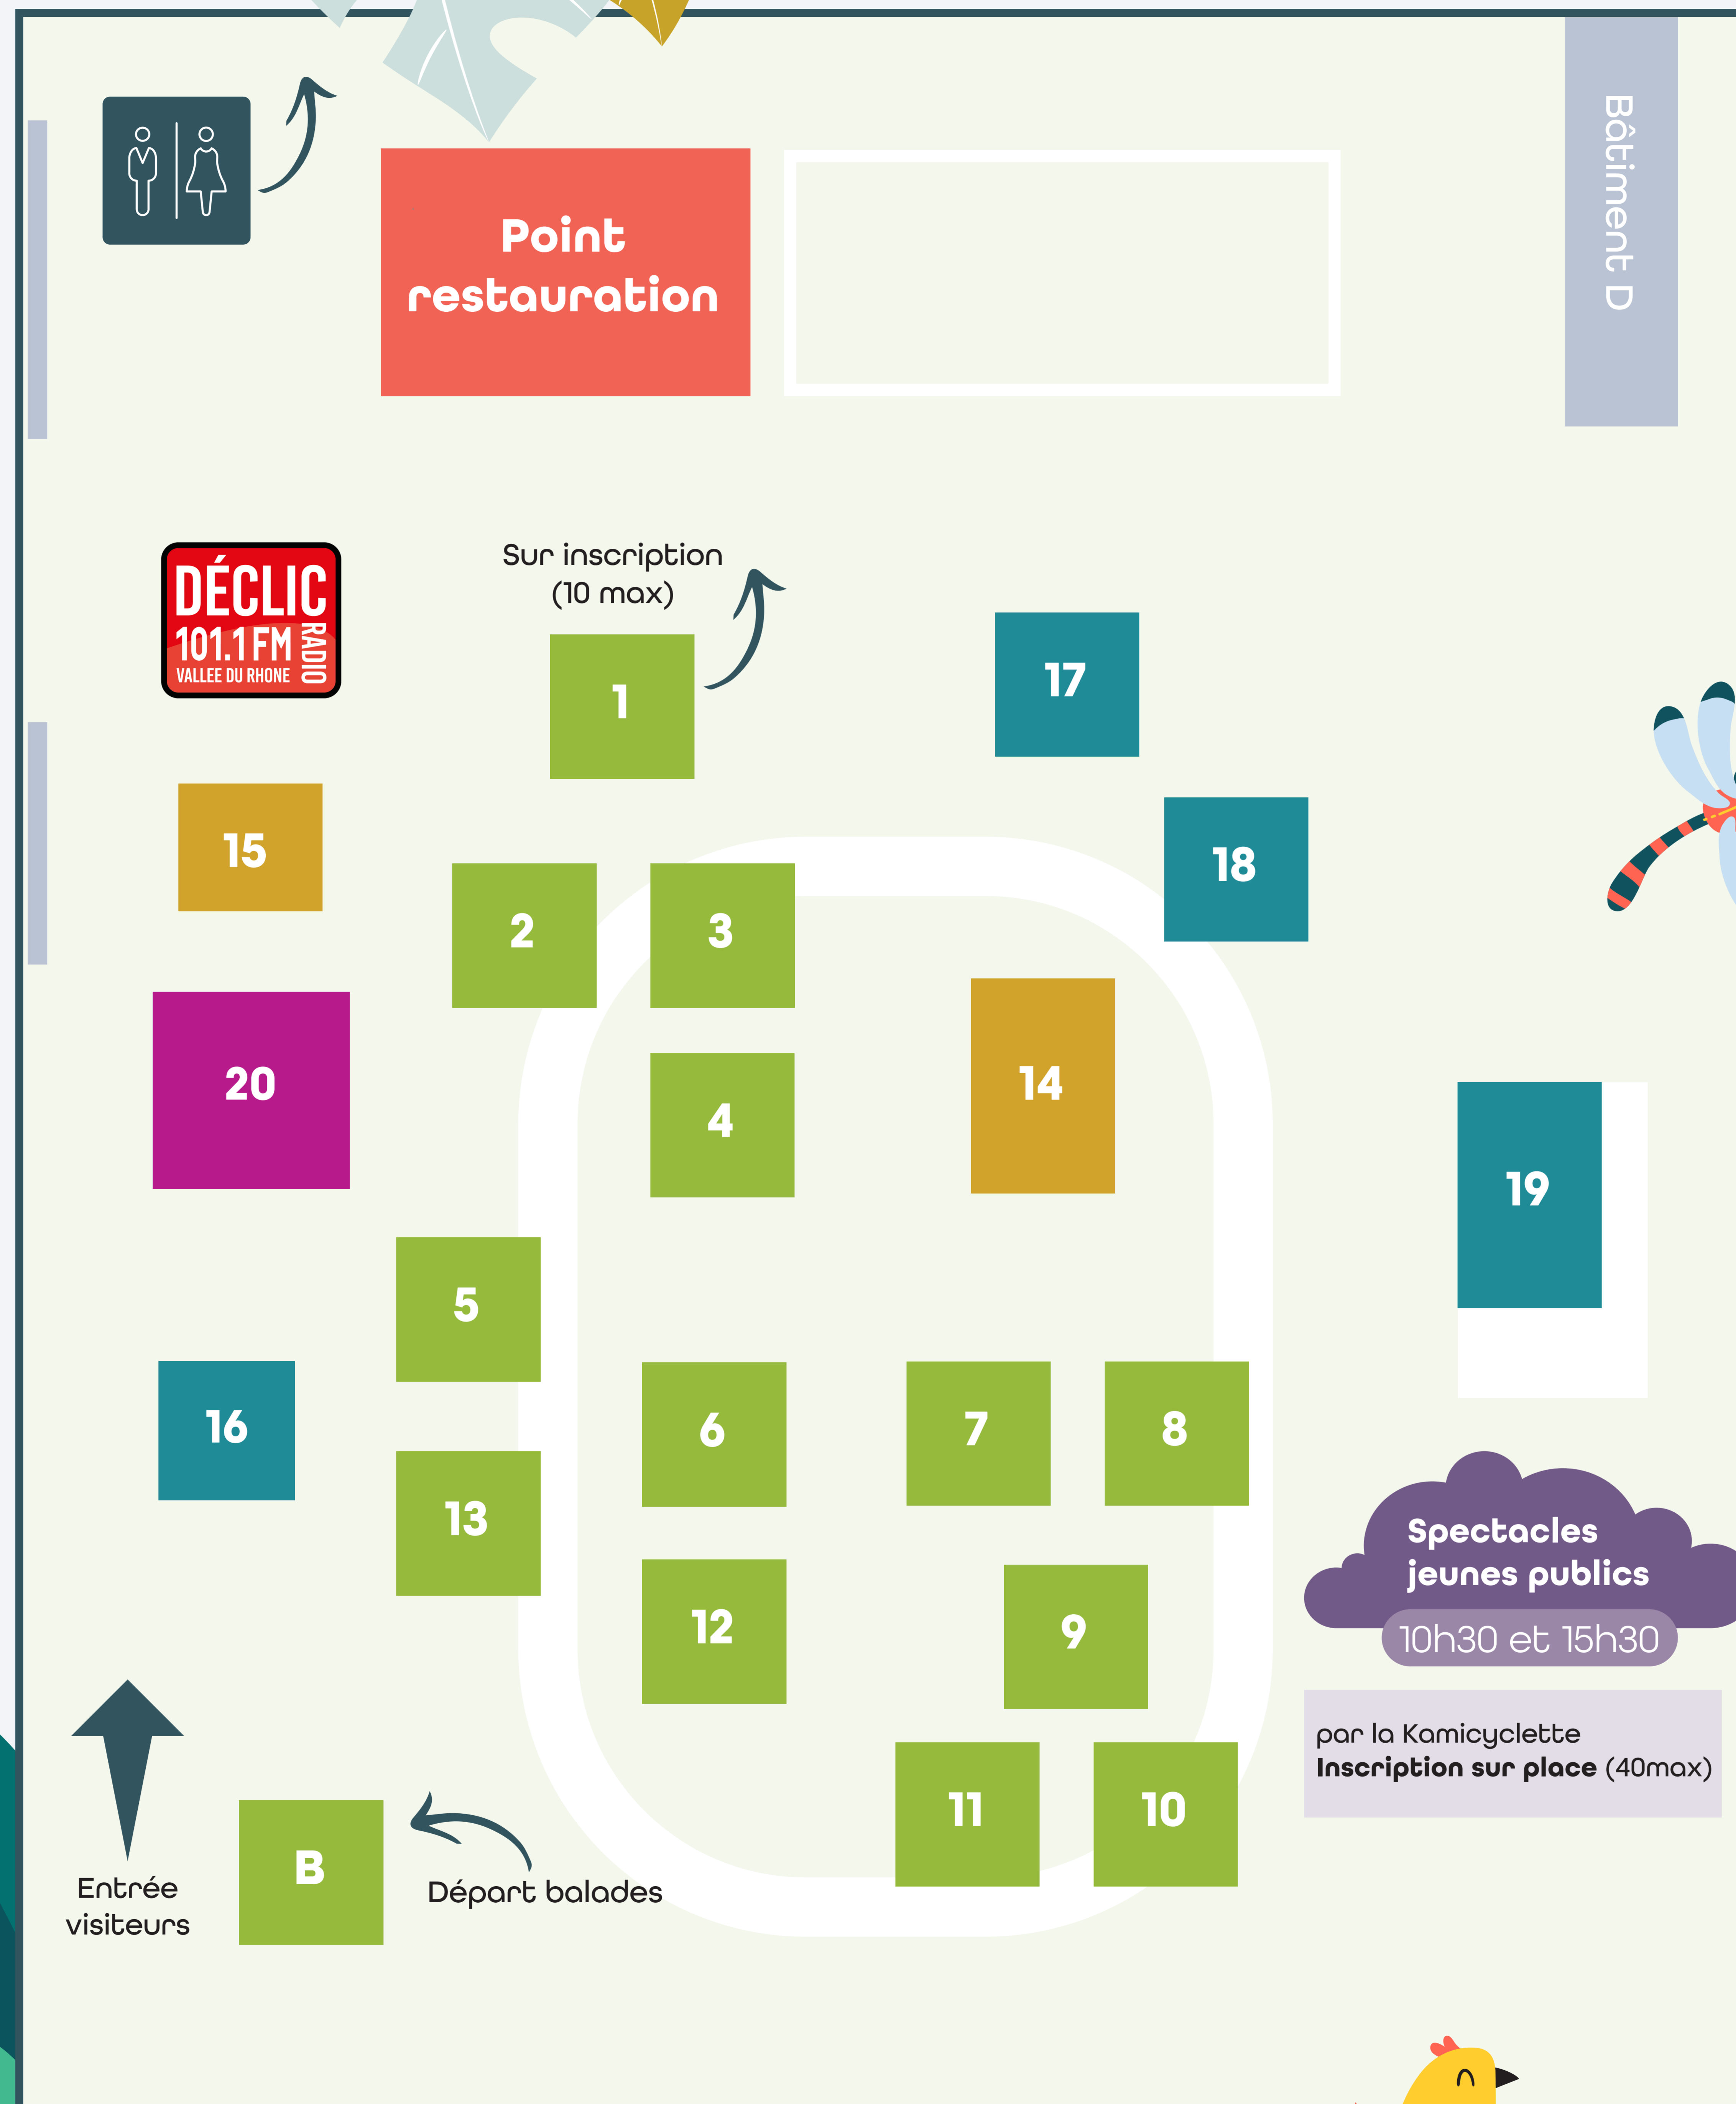 Bâtiment D
Point
restauration
DÉCLIC
RADIO
101.1 FM
VALLEE DU RHONE
Sur inscription
(10 max)
1
17
15
18
2
3
20
4
14
19
5
16
6
7
8
13
Spectacles
jeunes publics
10h30 et 15h30
12
9
par la Kamicyclette
Inscription sur place (40max)
11
10
B
Entrée
visiteurs
Départ balades